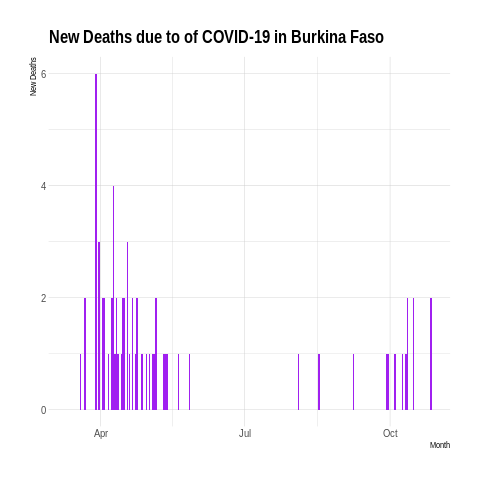 New Deaths due to of COVID-19 in Burkina Faso
New Deaths
6
4
2
0
Apr
Jul
Oct
Month